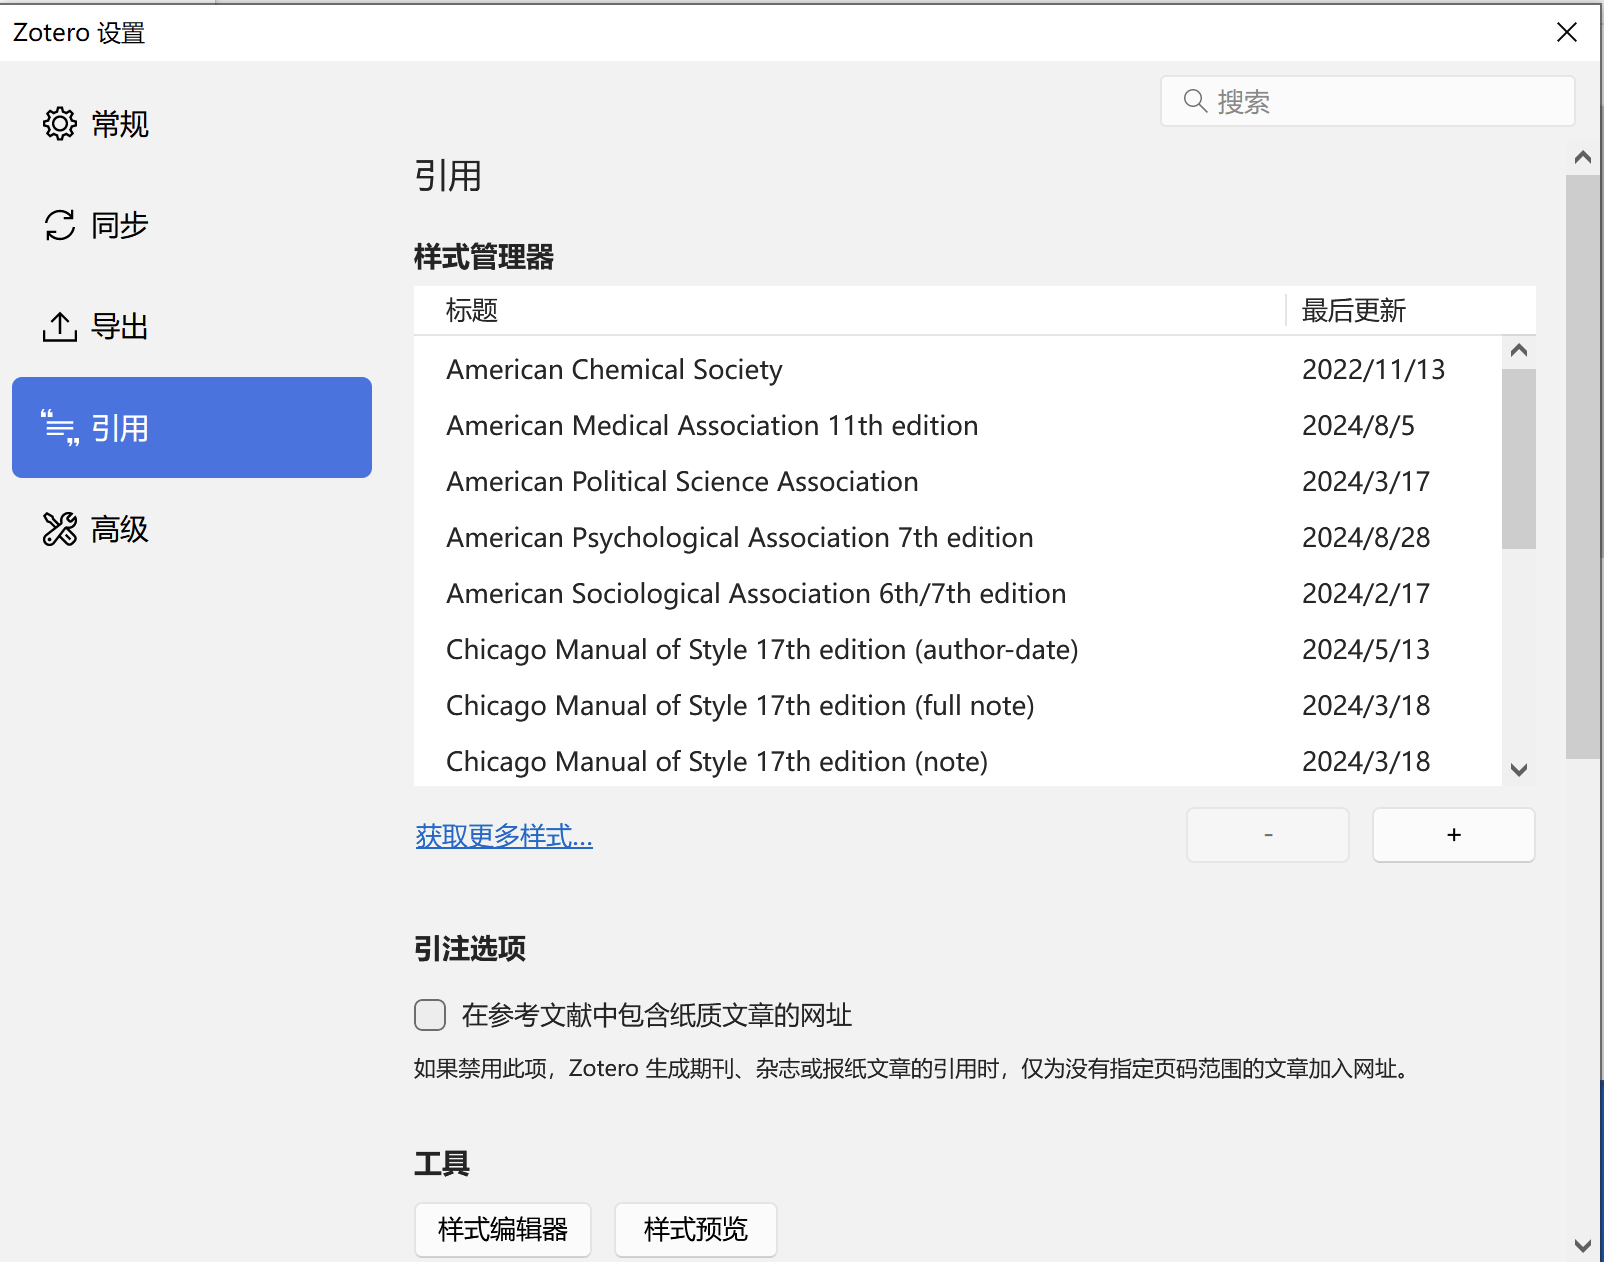 Zotero 设置
搜索
常规
同步
导出
引用
高级
引用
样式管理器
标题 最后更新
American Chemical Society 2022/11/13
American Medical Association 11th edition 2024/8/5
American Political Science Association 2024/3/17
American Psychological Association 7th edition 2024/8/28
American Sociological Association 6th/7th edition 2024/2/17
Chicago Manual of Style 17th edition (author-date) 2024/5/13
Chicago Manual of Style 17th edition (full note) 2024/3/18
Chicago Manual of Style 17th edition (note) 2024/3/18
获取更多样式... - +
引注选项
在参考文献中包含纸质文章的网址
如果禁用此项，Zotero 生成期刊、杂志或报纸文章的引用时，仅为没有指定页码范围的文章加入网址。
工具
样式编辑器 样式预览